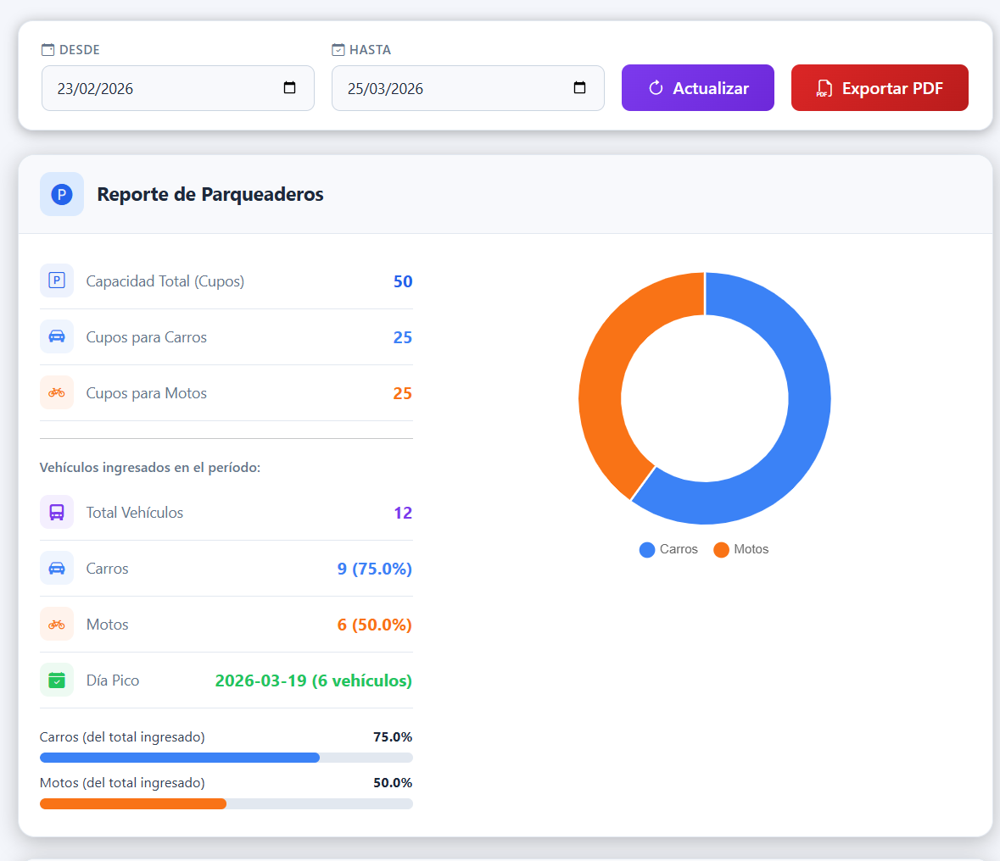 DESDE
HASTA
23/02/2026
25/03/2026
Actualizar
PDF
Exportar PDF
P
Reporte de Parqueaderos
P
Capacidad Total (Cupos)
50
Cupos para Carros
25
Cupos para Motos
25
Vehículos ingresados en el período:
Total Vehículos
12
Carros
9 (75.0%)
Motos
6 (50.0%)
Día Pico
2026-03-19 (6 vehículos)
Carros (del total ingresado)
75.0%
Motos (del total ingresado)
50.0%
Carros
Motos